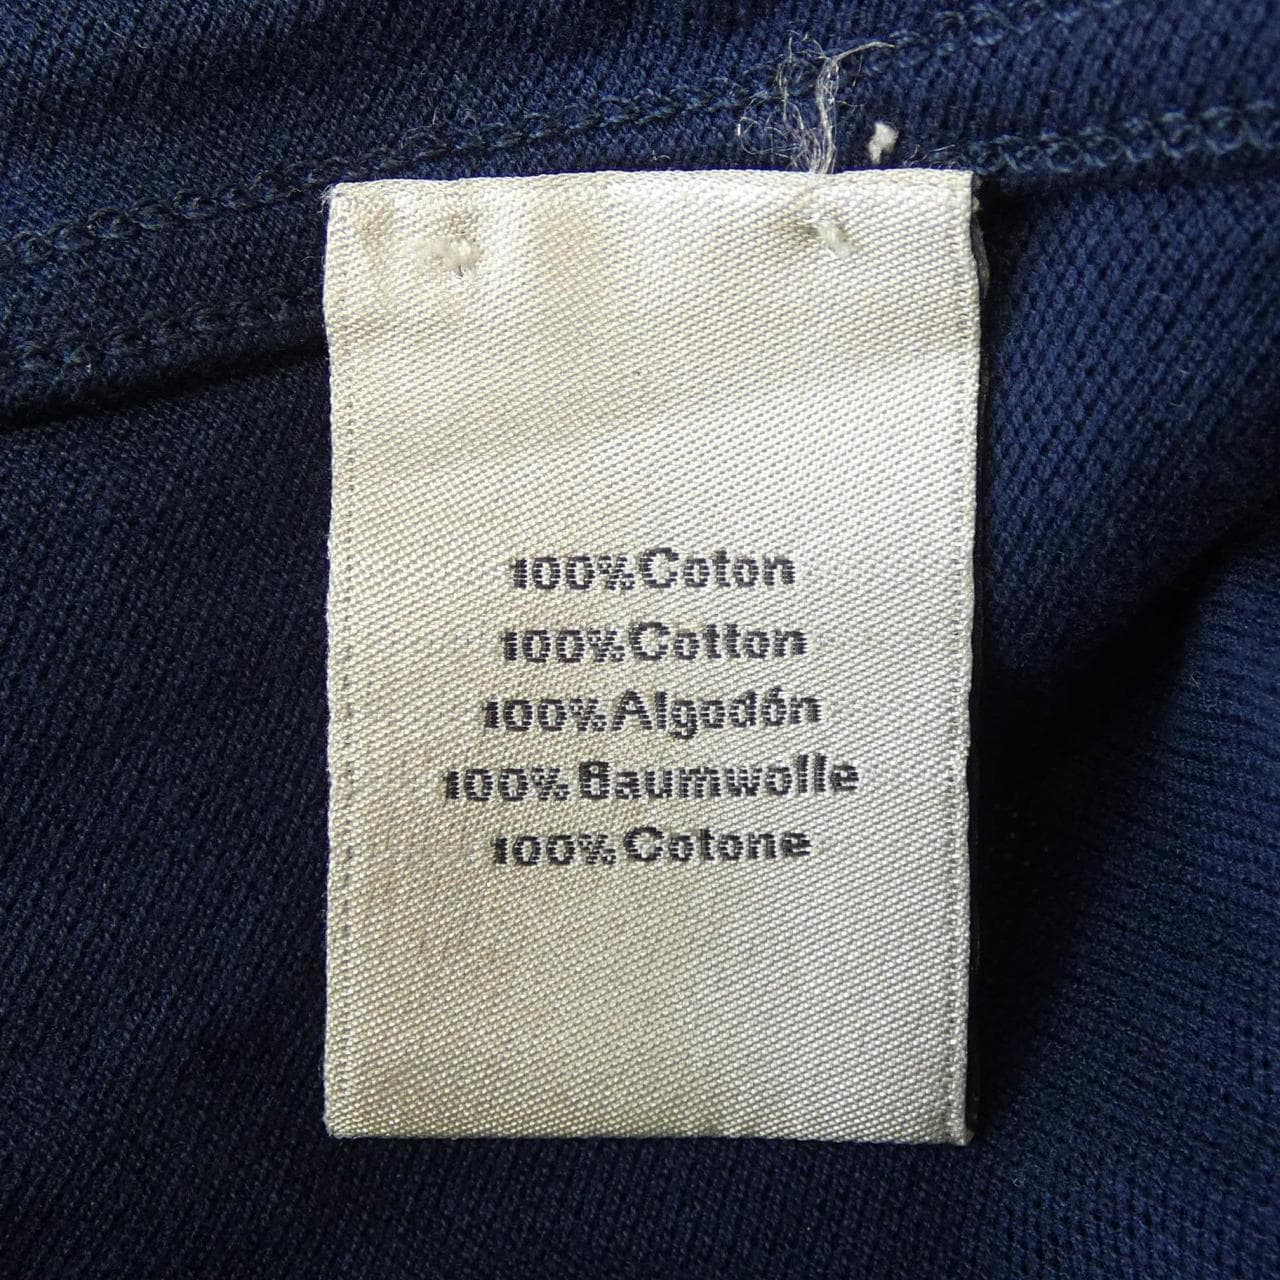 100% Coton
100% Cotton
100% Algodón
100% Baumwolle
100% Cotone